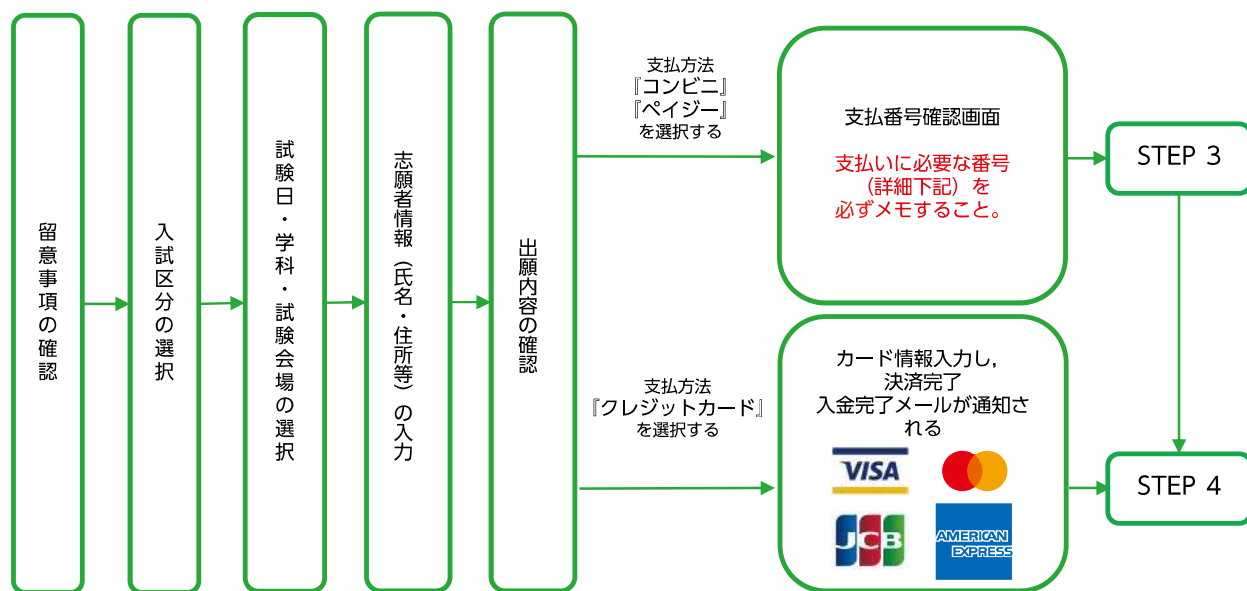 留意事項の確認
入試区分の選択
試験日・学科・試験会場の選択
志願者情報（氏名・住所等）の入力
出願内容の確認
支払方法
『コンビニ』
『ペイジー』
を選択する
支払番号確認画面
支払いに必要な番号
（詳細下記）を
必ずメモすること。
STEP 3
支払方法
『クレジットカード』
を選択する
カード情報入力し,
決済完了
入金完了メールが通知さ
れる
VISA
JCB
AMERICAN
EXPRESS
STEP 4